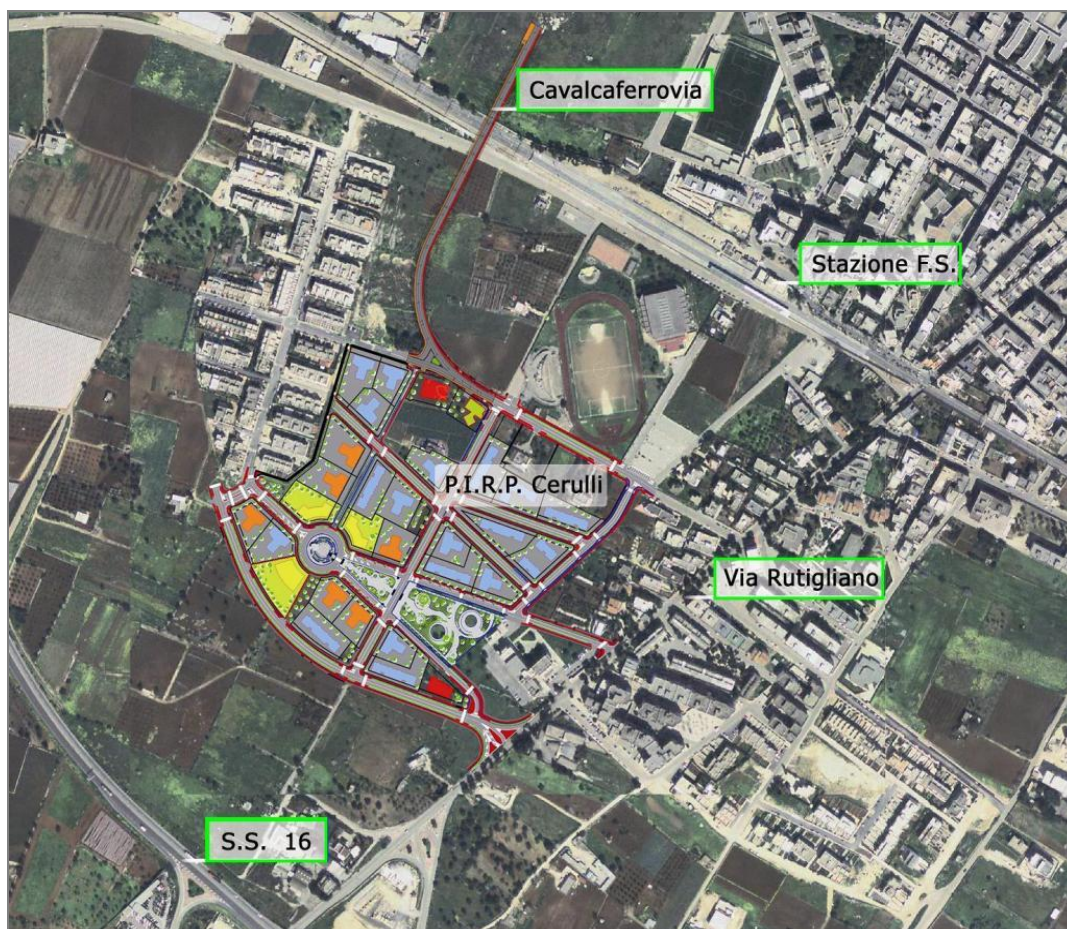 Cavalcaferrovia
Stazione F.S.
P.I.R.P. Cerulli
Via Rutigliano
S.S. 16